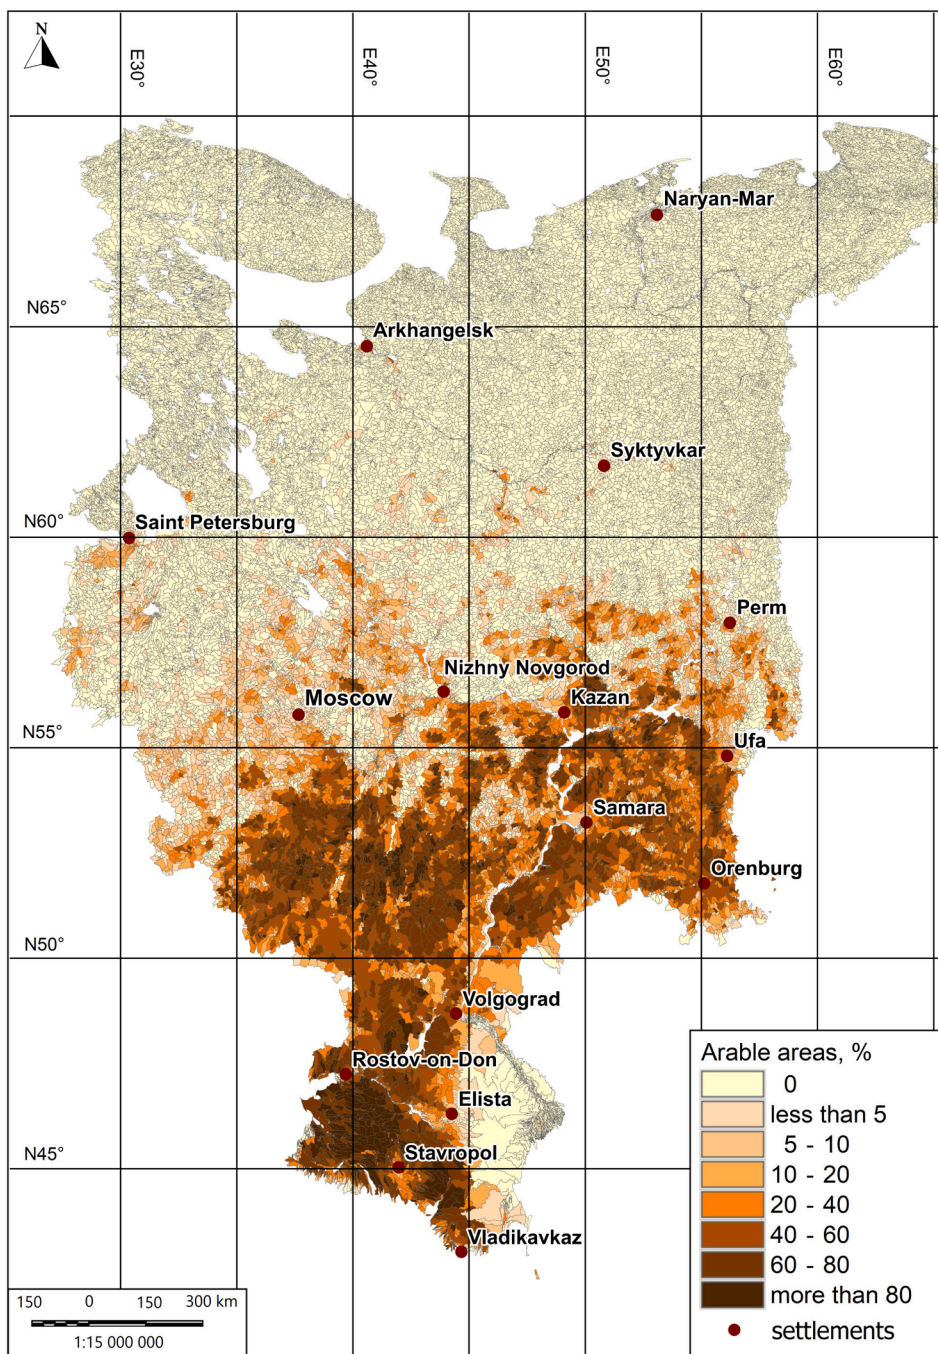 N
E30°
E40°
E50°
E60°
Naryan-Mar
N65°
Arkhangelsk
Syktyvkar
N60°
Saint Petersburg
Perm
Nizhny Novgorod
Moscow
Kazan
N55°
Ufa
Samara
Orenburg
N50°
Volgograd
Rostov-on-Don
Elista
N45°
Stavropol
Vladikavkaz
Arable areas, %
0
less than 5
5 - 10
10 - 20
20 - 40
40 - 60
60 - 80
more than 80
settlements
150 0 150 300 km
1:15 000 000